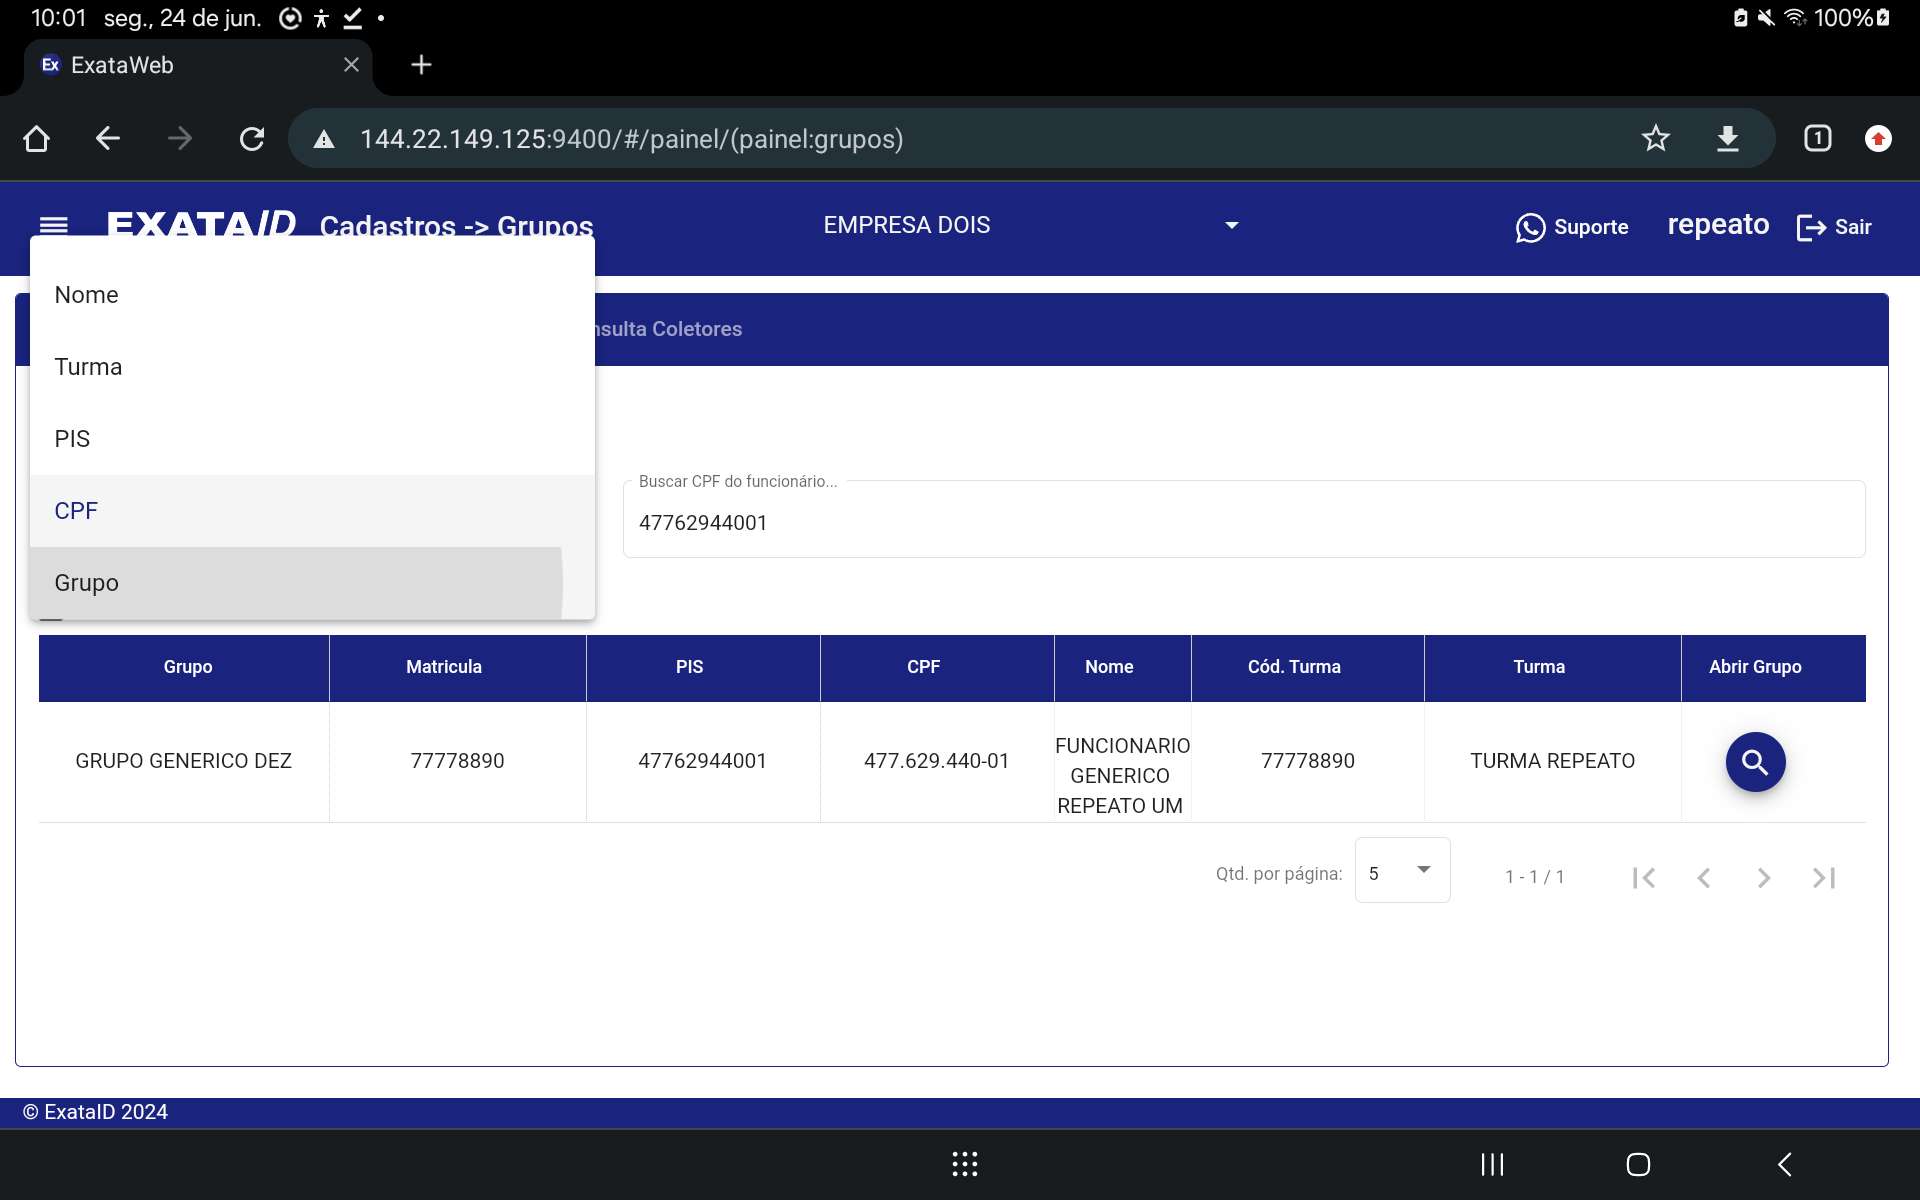 10:01 seg., 24 de jun. 100%
Ex ExataWeb
144.22.149.125:9400/#/painel/(painel:grupos) 1
EXATAID Cadastros -> Grupos EMPRESA DOIS Suporte repeato Sair
nsulta Coletores
Nome
Turma
PIS
CPF
Grupo
Buscar CPF do funcionário...
47762944001
Grupo Matricula PIS CPF Nome Cód. Turma Turma Abrir Grupo
GRUPO GENERICO DEZ 77778890 47762944001 477.629.440-01 FUNCIONARIO GENERICO REPEATO UM 77778890 TURMA REPEATO
Qtd. por página: 5 1 - 1 / 1
© ExataID 2024